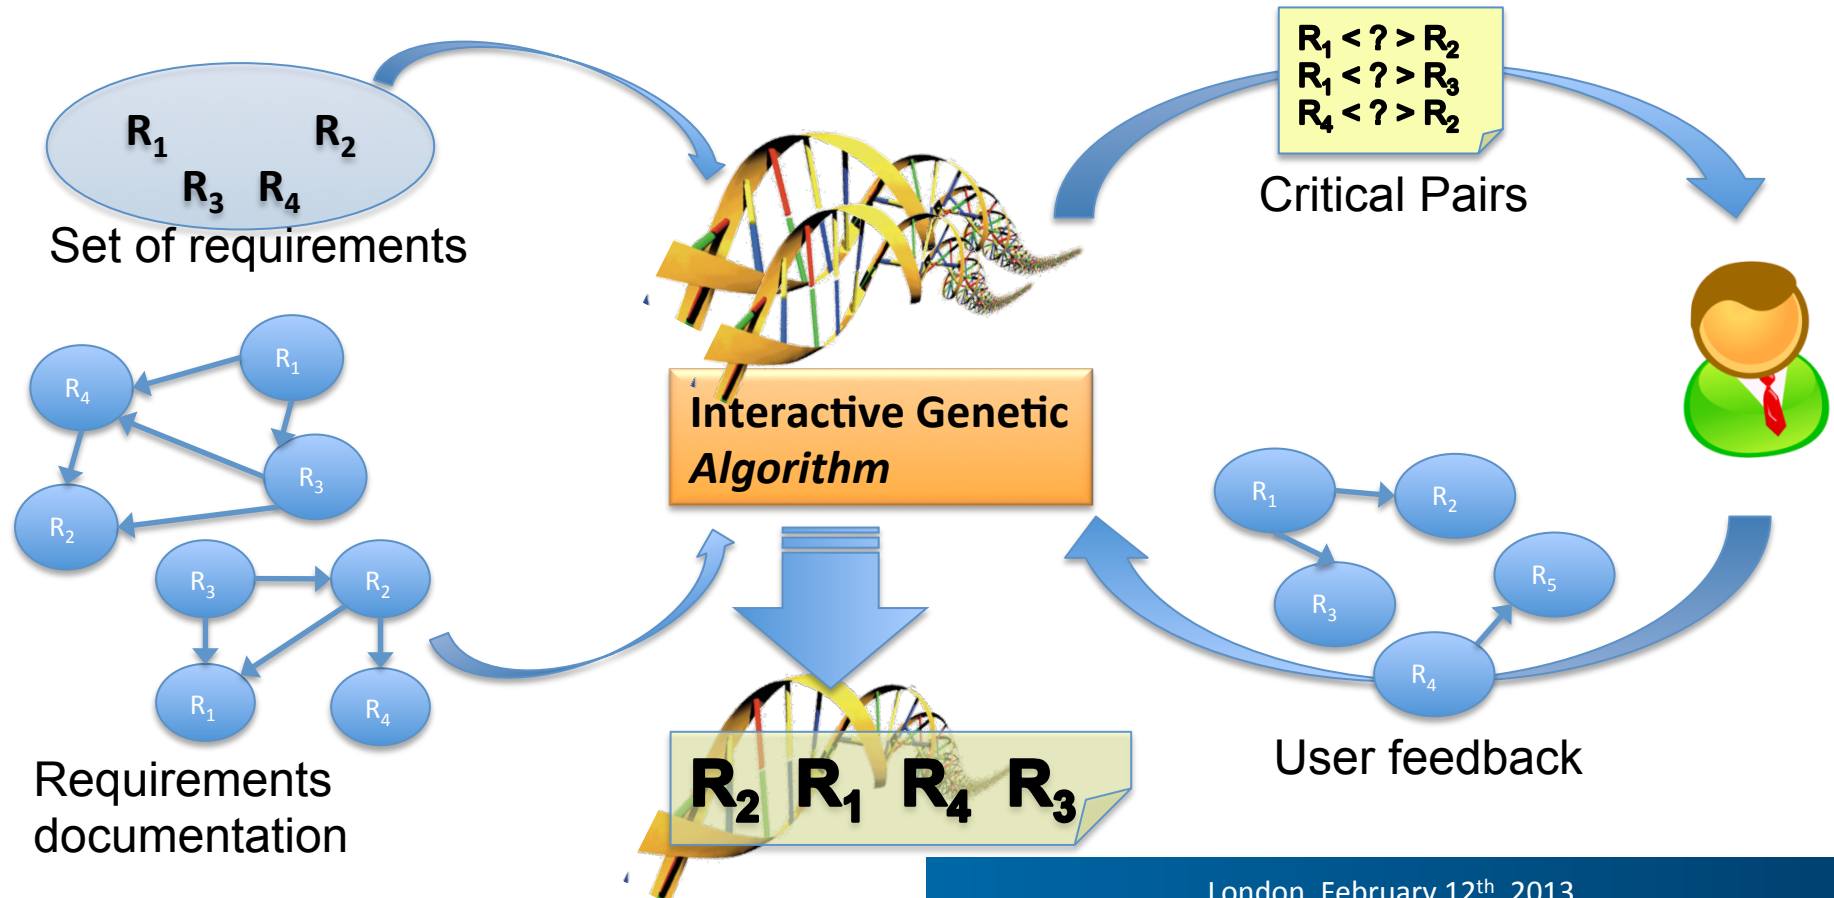 R1 R2
R3 R4
Set of requirements
R1 < ? > R2
R1 < ? > R3
R4 < ? > R2
Critical Pairs
R1
R4
R3
R2
R3 R2
R1 R4
Requirements
documentation
Interactive Genetic
Algorithm
R1 R2
R5
R3
R4
User feedback
R2 R1 R4 R3
London, February 12th, 2013